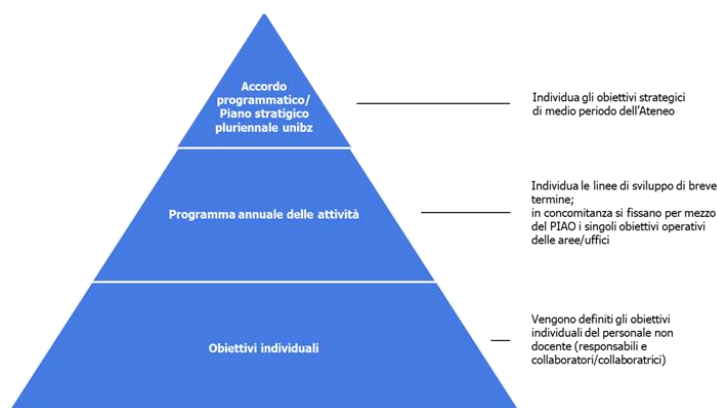 Accordo
programmatico/
Piano stratigico
pluriennale unibz
Individua gli obiettivi strategici
di medio periodo dell'Ateneo
Programma annuale delle attività
Individua le linee di sviluppo di breve
termine;
in concomitanza si fissano per mezzo
del PIAO i singoli obiettivi operativi
delle aree/uffici
Obiettivi individuali
Vengono definiti gli obiettivi
individuali del personale non
docente (responsabili e
collaboratori/collaboratrici)